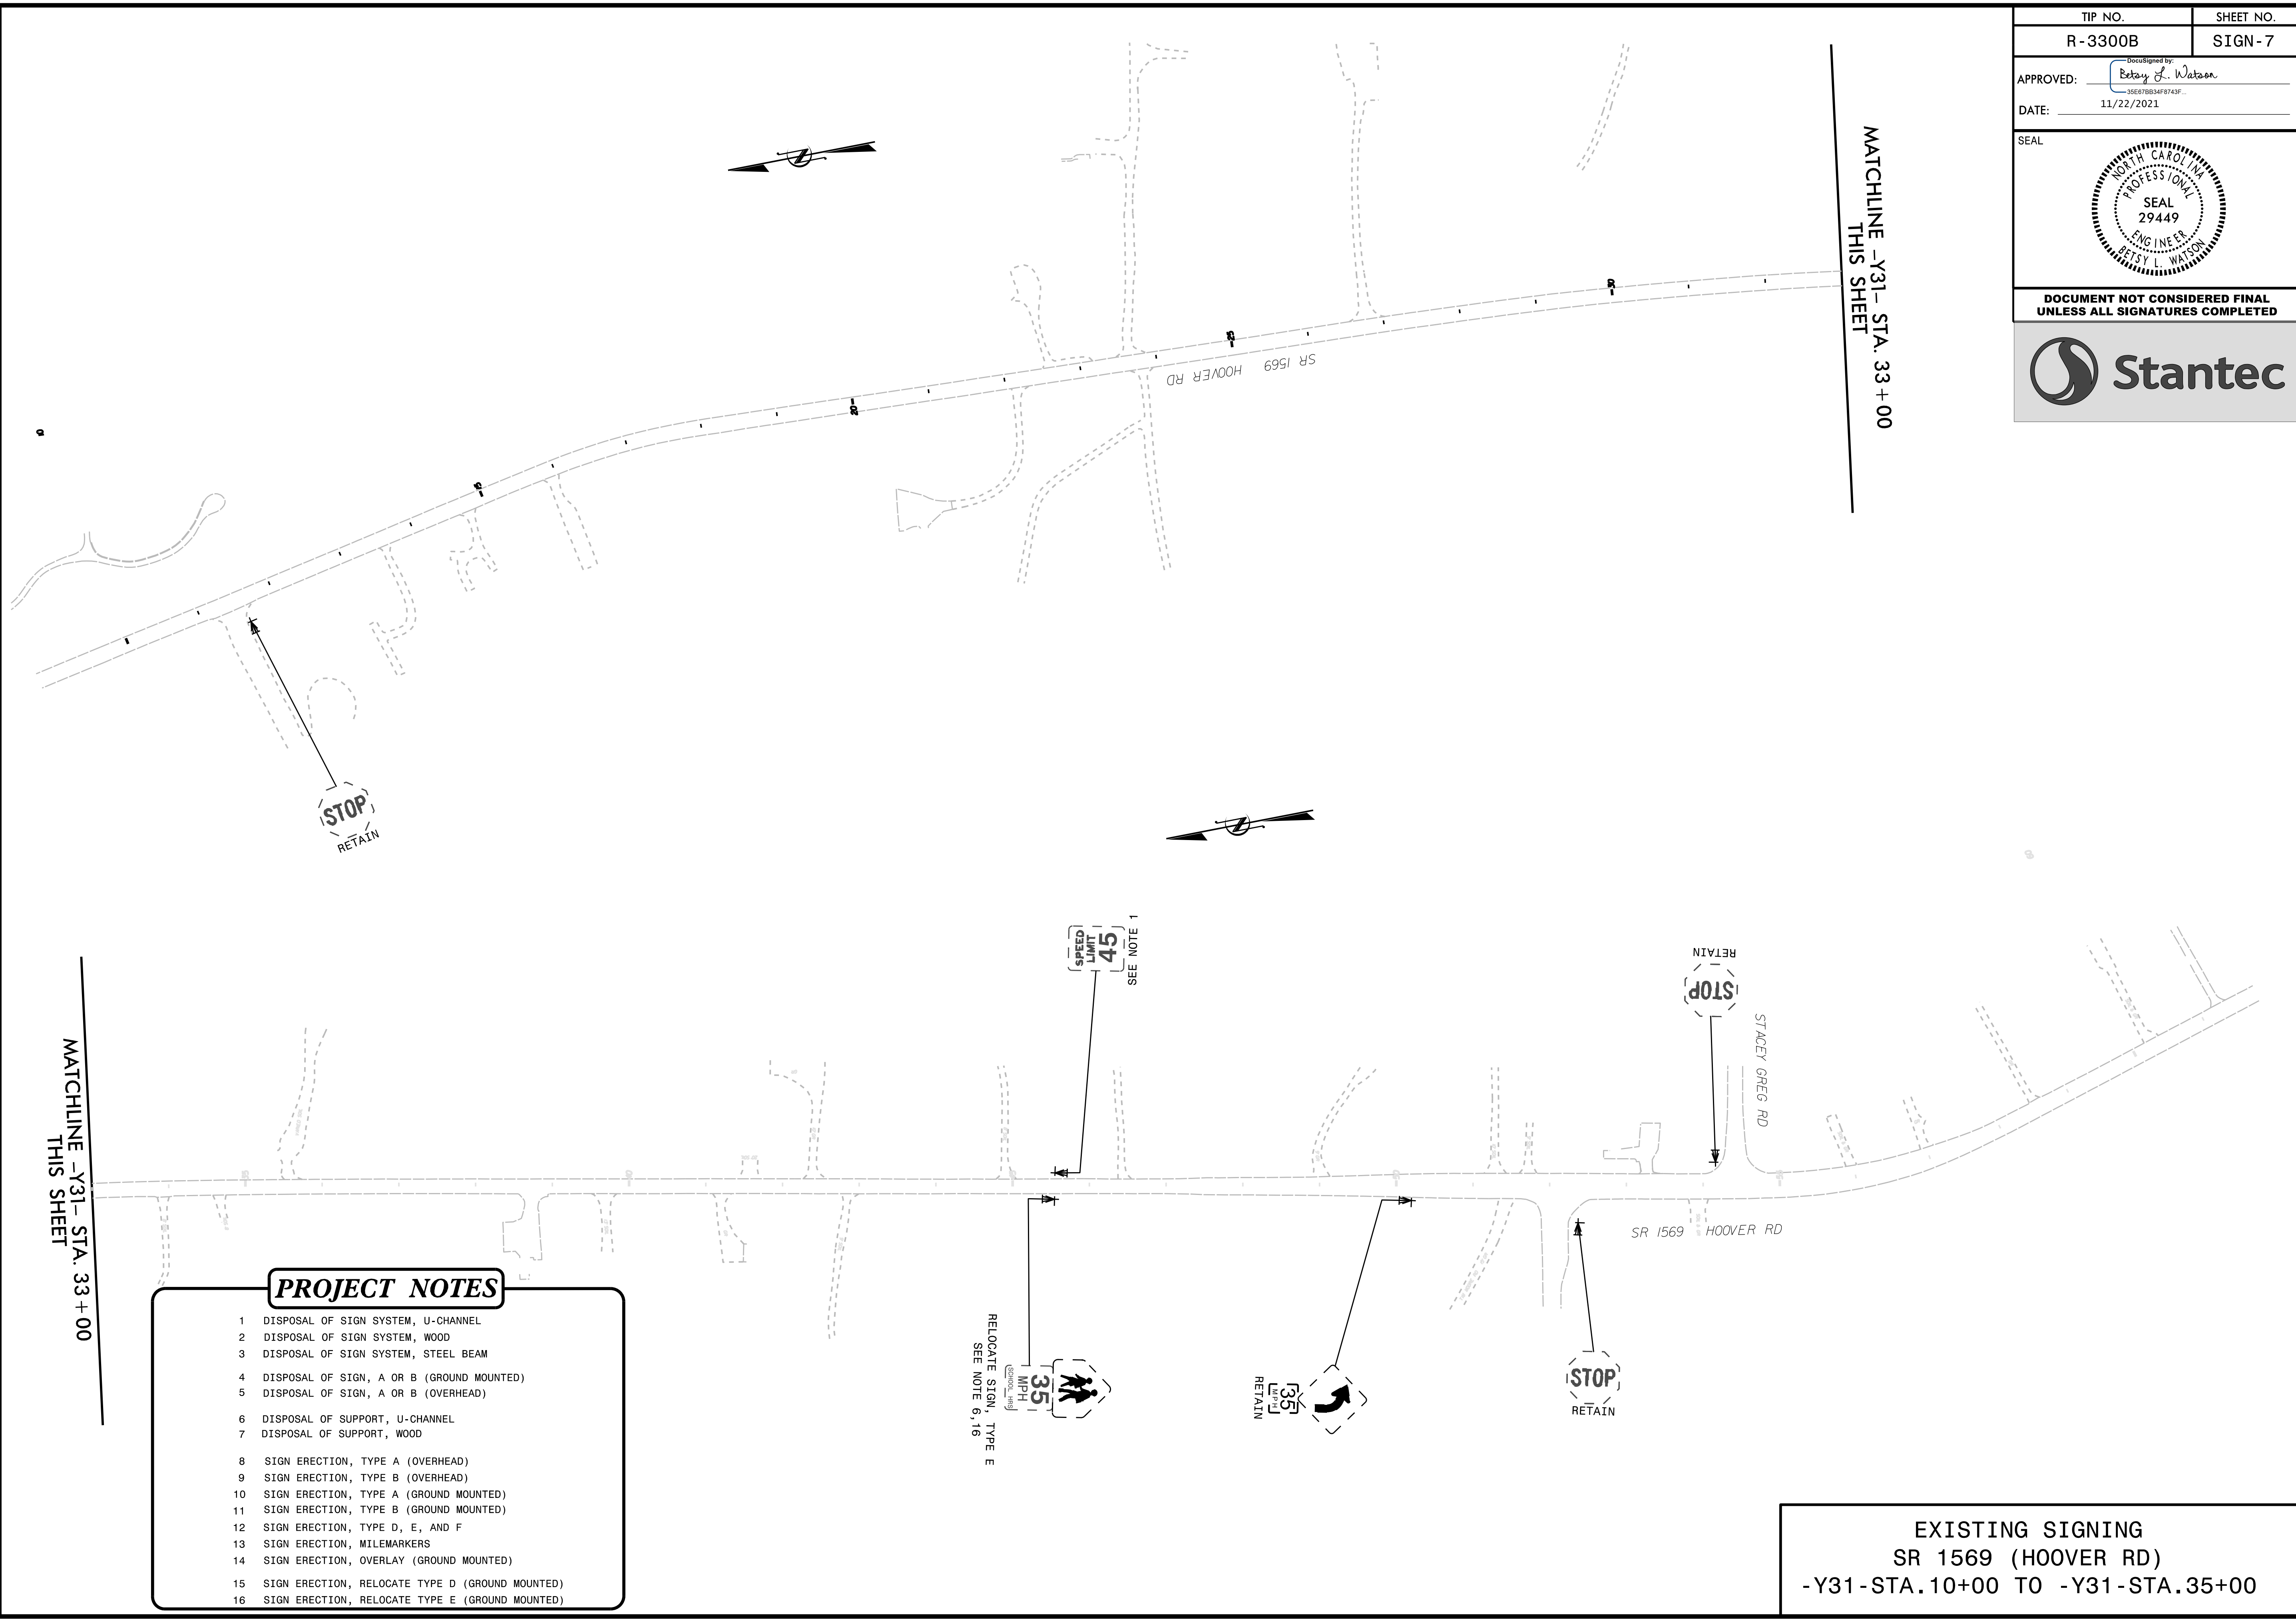 TIP NO.
SHEET NO.
R-3300B
SIGN-7
APPROVED:
DocuSigned by:
Betsy L. Watson
35E67BB34F8743F...
DATE:
11/22/2021
SEAL
NORTH CAROLINA
PROFESSIONAL
SEAL
29449
ENGINEER
BETSY L. WATSON
DOCUMENT NOT CONSIDERED FINAL
UNLESS ALL SIGNATURES COMPLETED
Stantec
MATCHLINE -Y31- STA. 33+00
THIS SHEET
SR 1569 HOOVER RD
20
25
STOP
RETAIN
SPEED
LIMIT
45
SEE NOTE 1
RETAIN
STOP
STACEY GREG RD
MATCHLINE -Y31- STA. 33+00
THIS SHEET
SR 1569 HOOVER RD
35
MPH
SCHOOL HRS
RELOCATE SIGN, TYPE E
SEE NOTE 6,16
35
MPH
RETAIN
STOP
RETAIN
PROJECT NOTES
1 DISPOSAL OF SIGN SYSTEM, U-CHANNEL
2 DISPOSAL OF SIGN SYSTEM, WOOD
3 DISPOSAL OF SIGN SYSTEM, STEEL BEAM
4 DISPOSAL OF SIGN, A OR B (GROUND MOUNTED)
5 DISPOSAL OF SIGN, A OR B (OVERHEAD)
6 DISPOSAL OF SUPPORT, U-CHANNEL
7 DISPOSAL OF SUPPORT, WOOD
8 SIGN ERECTION, TYPE A (OVERHEAD)
9 SIGN ERECTION, TYPE B (OVERHEAD)
10 SIGN ERECTION, TYPE A (GROUND MOUNTED)
11 SIGN ERECTION, TYPE B (GROUND MOUNTED)
12 SIGN ERECTION, TYPE D, E, AND F
13 SIGN ERECTION, MILEMARKERS
14 SIGN ERECTION, OVERLAY (GROUND MOUNTED)
15 SIGN ERECTION, RELOCATE TYPE D (GROUND MOUNTED)
16 SIGN ERECTION, RELOCATE TYPE E (GROUND MOUNTED)
EXISTING SIGNING
SR 1569 (HOOVER RD)
-Y31-STA.10+00 TO -Y31-STA.35+00